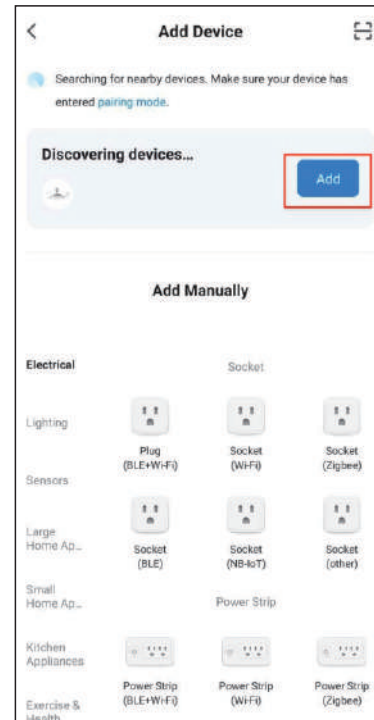 Add Device
Searching for nearby devices. Make sure your device has
entered pairing mode.
Discovering devices...
Add
Add Manually
Electrical
Socket
Lighting
Plug
(BLE+Wi-Fi)
Socket
(Wi-Fi)
Socket
(Zigbee)
Sensors
Large
Home Ap...
Socket
(BLE)
Socket
(NB-IoT)
Socket
(other)
Small
Home Ap...
Power Strip
Kitchen
Appliances
Power Strip
(BLE+Wi-Fi)
Power Strip
(Wi-Fi)
Power Strip
(Zigbee)
Exercise &
Health